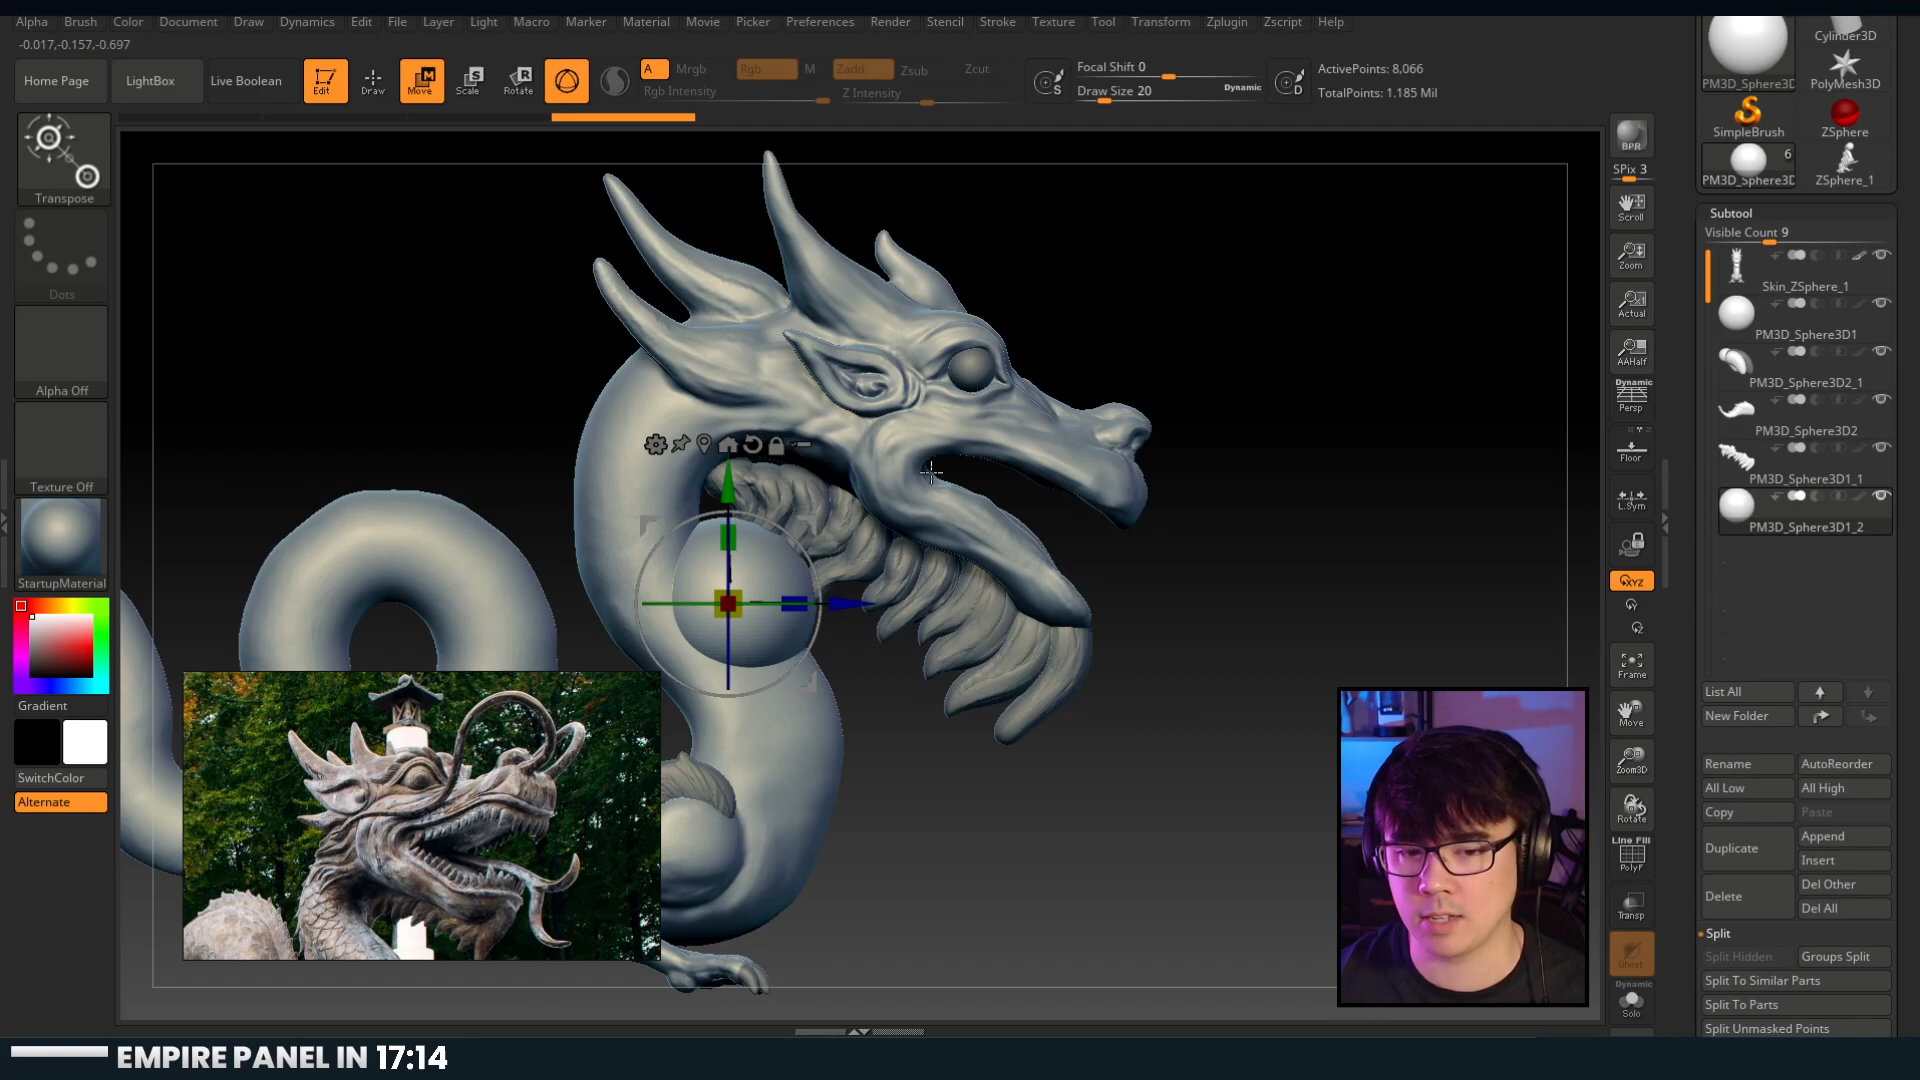 Alpha Brush Color Document Draw Dynamics Edit File Layer Light Macro Marker Material Movie Picker Preferences Render Stencil Stroke Texture Tool Transform Zplugin Zscript Help
-0.017,-0.157,-0.697
Home Page LightBox Live Boolean Edit Draw Move Scale Rotate
A Mrgb Rgb M Zadd Zsub Zcut
Rgb Intensity Z Intensity
Focal Shift 0
Draw Size 20 Dynamic
ActivePoints: 8,066
TotalPoints: 1.185 Mil
Transpose
Dots
Alpha Off
Texture Off
StartupMaterial
Gradient
SwitchColor
Alternate
BPR
SPix 3
Scroll
Zoom
Actual
AAHalf
Dynamic
Persp
Floor
L.Sym
XYZ
Frame
Move
Zoom3D
Rotate
Line Fill
PolyF
Transp
Ghost
Dynamic
Solo
Cylinder3D
PM3D_Sphere3D PolyMesh3D
SimpleBrush ZSphere
6
PM3D_Sphere3D ZSphere_1
Subtool
Visible Count 9
Skin_ZSphere_1
PM3D_Sphere3D1
PM3D_Sphere3D2_1
PM3D_Sphere3D2
PM3D_Sphere3D1_1
PM3D_Sphere3D1_2
List All
New Folder
Rename AutoReorder
All Low All High
Copy Paste
Duplicate Append
Insert
Delete Del Other
Del All
Split
Split Hidden Groups Split
Split To Similar Parts
Split To Parts
Split Unmasked Points
EMPIRE PANEL IN 17:14